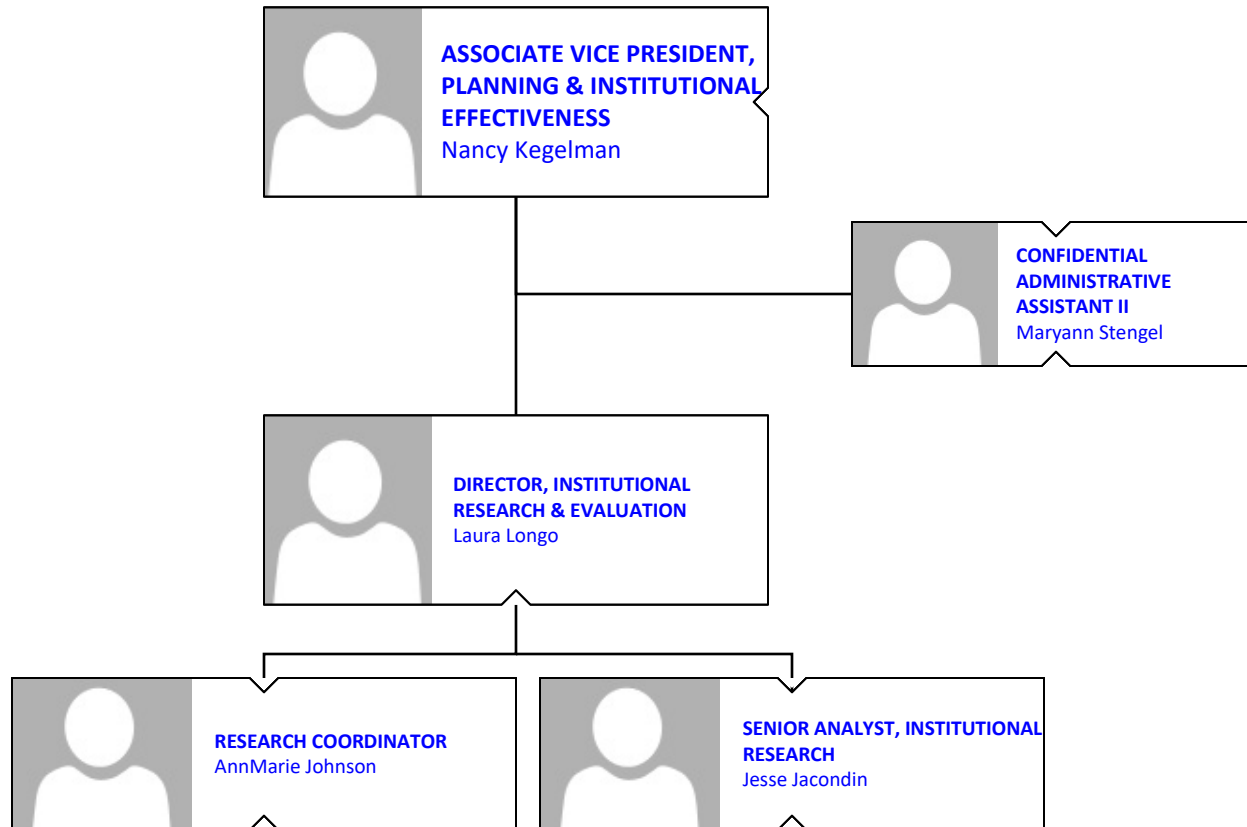 ASSOCIATE VICE PRESIDENT,
PLANNING & INSTITUTIONAL
EFFECTIVENESS
Nancy Kegelman
CONFIDENTIAL
ADMINISTRATIVE
ASSISTANT II
Maryann Stengel
DIRECTOR, INSTITUTIONAL
RESEARCH & EVALUATION
Laura Longo
RESEARCH COORDINATOR
AnnMarie Johnson
SENIOR ANALYST, INSTITUTIONAL
RESEARCH
Jesse Jacondin